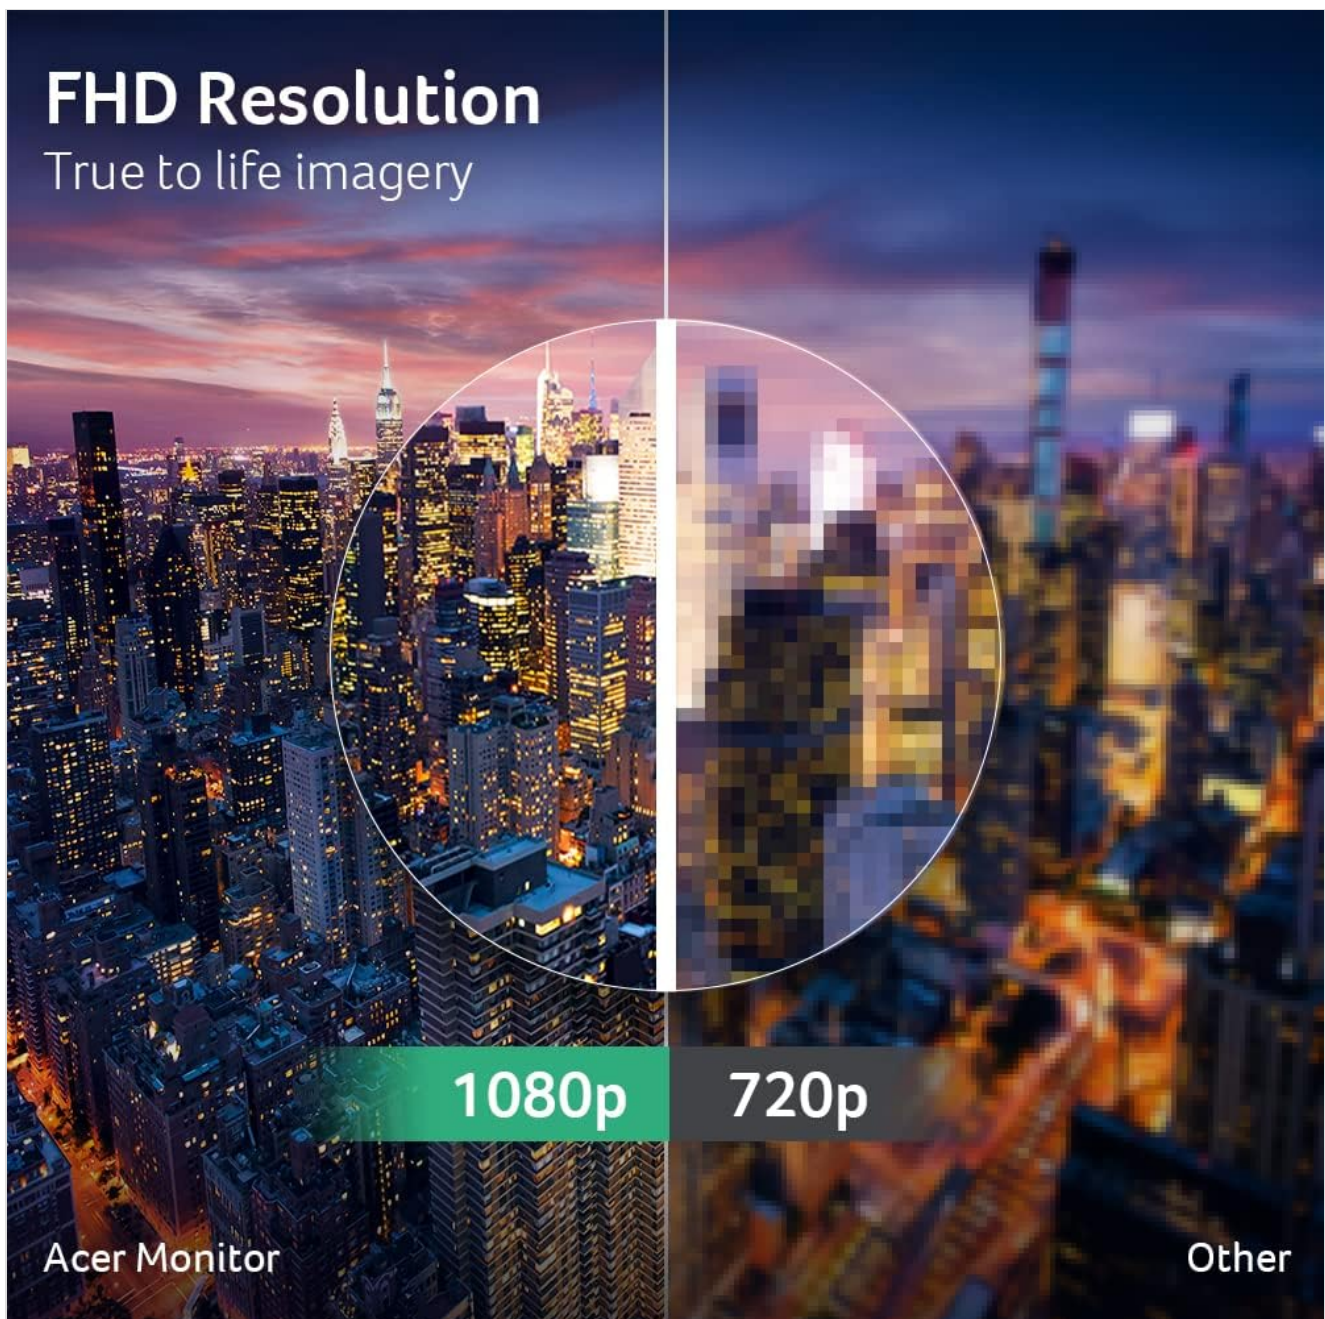 FHD Resolution
True to life imagery
1080p
720p
Acer Monitor
Other